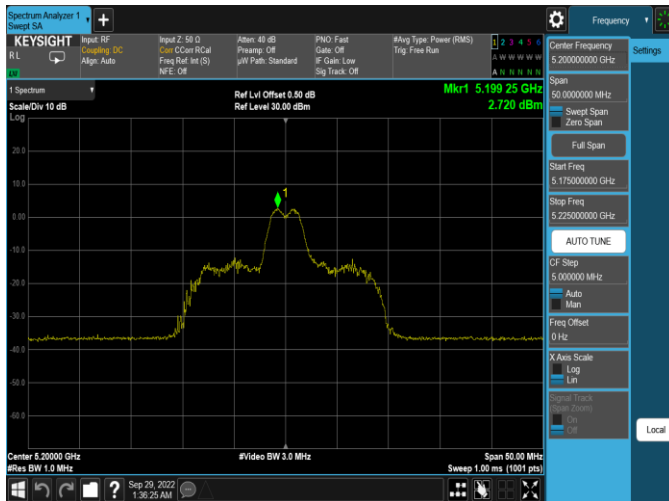 Spectrum Analyzer 1
Swept SA
+
Frequency
KEYSIGHT
R L
LXI
Input: RF
Coupling: DC
Align: Auto
Input Z: 50 Ω
Corr CCorr RCal
Freq Ref: Int (S)
NFE: Off
Atten: 40 dB
Preamp: Off
µW Path: Standard
PNO: Fast
Gate: Off
IF Gain: Low
Sig Track: Off
#Avg Type: Power (RMS)
Trig: Free Run
1 2 3 4 5 6
A W W W W W
A N N N N N
1 Spectrum
Scale/Div 10 dB
Log
Ref Lvl Offset 0.50 dB
Ref Level 30.00 dBm
Mkr1 5.199 25 GHz
2.720 dBm
20.0
10.0
0.00
-10.0
-20.0
-30.0
-40.0
-50.0
-60.0
1
Center 5.20000 GHz
#Res BW 1.0 MHz
#Video BW 3.0 MHz
Span 50.00 MHz
Sweep 1.00 ms (1001 pts)
Center Frequency
5.200000000 GHz
Settings
Span
50.0000000 MHz
Swept Span
Zero Span
Full Span
Start Freq
5.175000000 GHz
Stop Freq
5.225000000 GHz
AUTO TUNE
CF Step
5.000000 MHz
Auto
Man
Freq Offset
0 Hz
X Axis Scale
Log
Lin
Signal Track
(Span Zoom)
On
Off
Local
?
Sep 29, 2022
1:36:25 AM